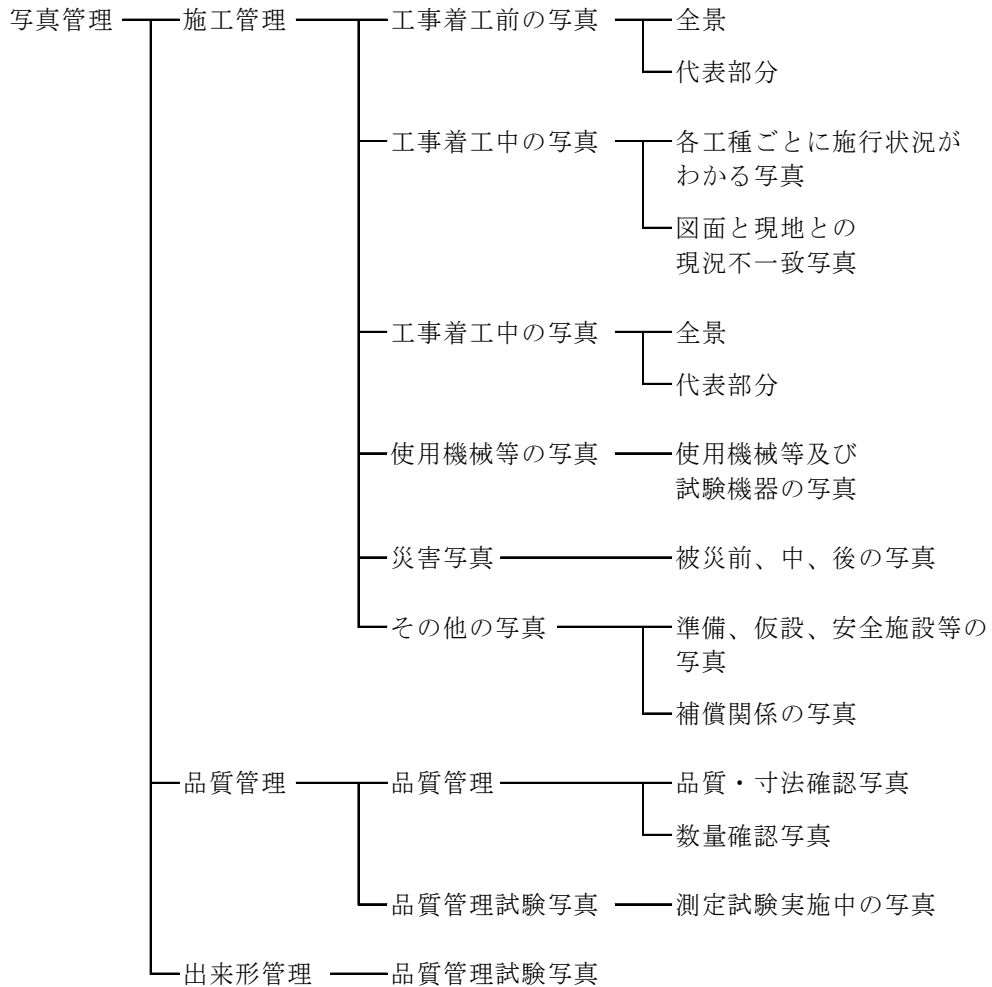 写真管理 施工管理 工事着工前の写真 全景
代表部分
工事着工中の写真 各工種ごとに施行状況が
わかる写真
図面と現地との
現況不一致写真
工事着工中の写真 全景
代表部分
使用機械等の写真 使用機械等及び
試験機器の写真
災害写真 被災前、中、後の写真
その他の写真 準備、仮設、安全施設等の
写真
補償関係の写真
品質管理 品質管理 品質・寸法確認写真
数量確認写真
品質管理試験写真 測定試験実施中の写真
出来形管理 品質管理試験写真